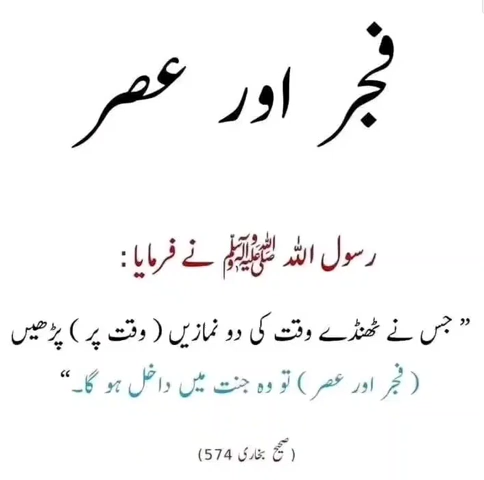 فجر اور عصر
رسول اللہ ﷺ نے فرمایا :
” جس نے ٹھنڈے وقت کی دو نمازیں ( وقت پر ) پڑھیں
( فجر اور عصر ) تو وہ جنت میں داخل ہو گا۔“
(صحیح بخاری 574)